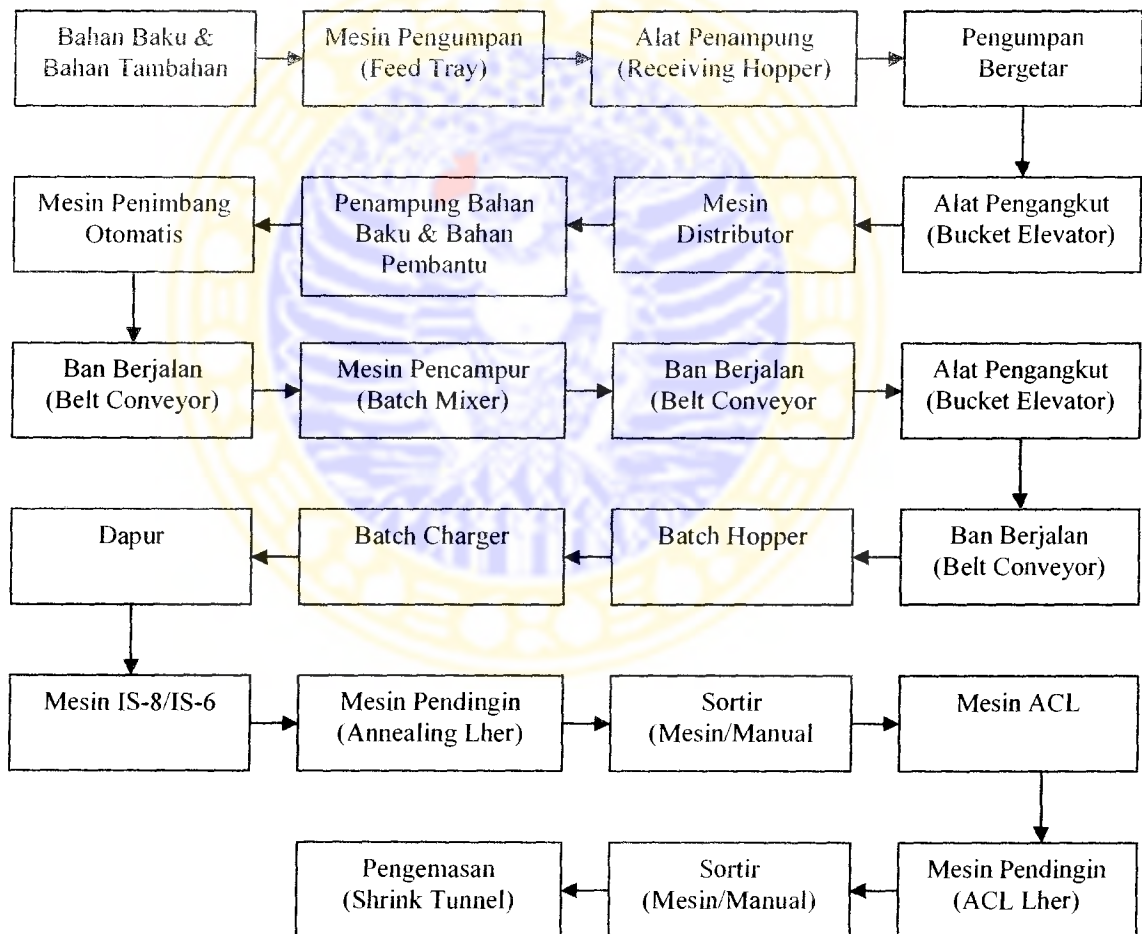 Bahan Baku &
Bahan Tambahan
Mesin Pengumpan
(Feed Tray)
Alat Penampung
(Receiving Hopper)
Pengumpan
Bergetar
Mesin Penimbang
Otomatis
Penampung Bahan
Baku & Bahan
Pembantu
Mesin
Distributor
Alat Pengangkut
(Bucket Elevator)
Ban Berjalan
(Belt Conveyor)
Mesin Pencampur
(Batch Mixer)
Ban Berjalan
(Belt Conveyor
Alat Pengangkut
(Bucket Elevator)
Dapur
Batch Charger
Batch Hopper
Ban Berjalan
(Belt Conveyor)
Mesin IS-8/IS-6
Mesin Pendingin
(Annealing Lher)
Sortir
(Mesin/Manual
Mesin ACL
Pengemasan
(Shrink Tunnel)
Sortir
(Mesin/Manual)
Mesin Pendingin
(ACL Lher)